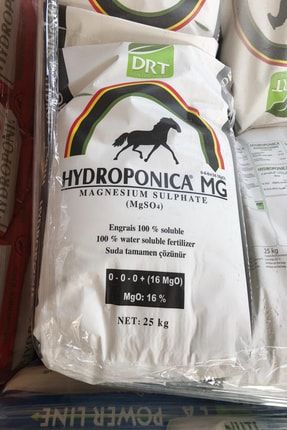 DRT
HYDROPONICA® MG
MAGNESIUM SULPHATE
(MgSO4)
Engrais 100 % soluble
100 % water soluble fertilizer
Suda tamamen çözünür
0 - 0 - 0 + (16 MgO)
MgO: 16 %
NET: 25 kg
HYDROPONICA
25 kg
POWER LINE